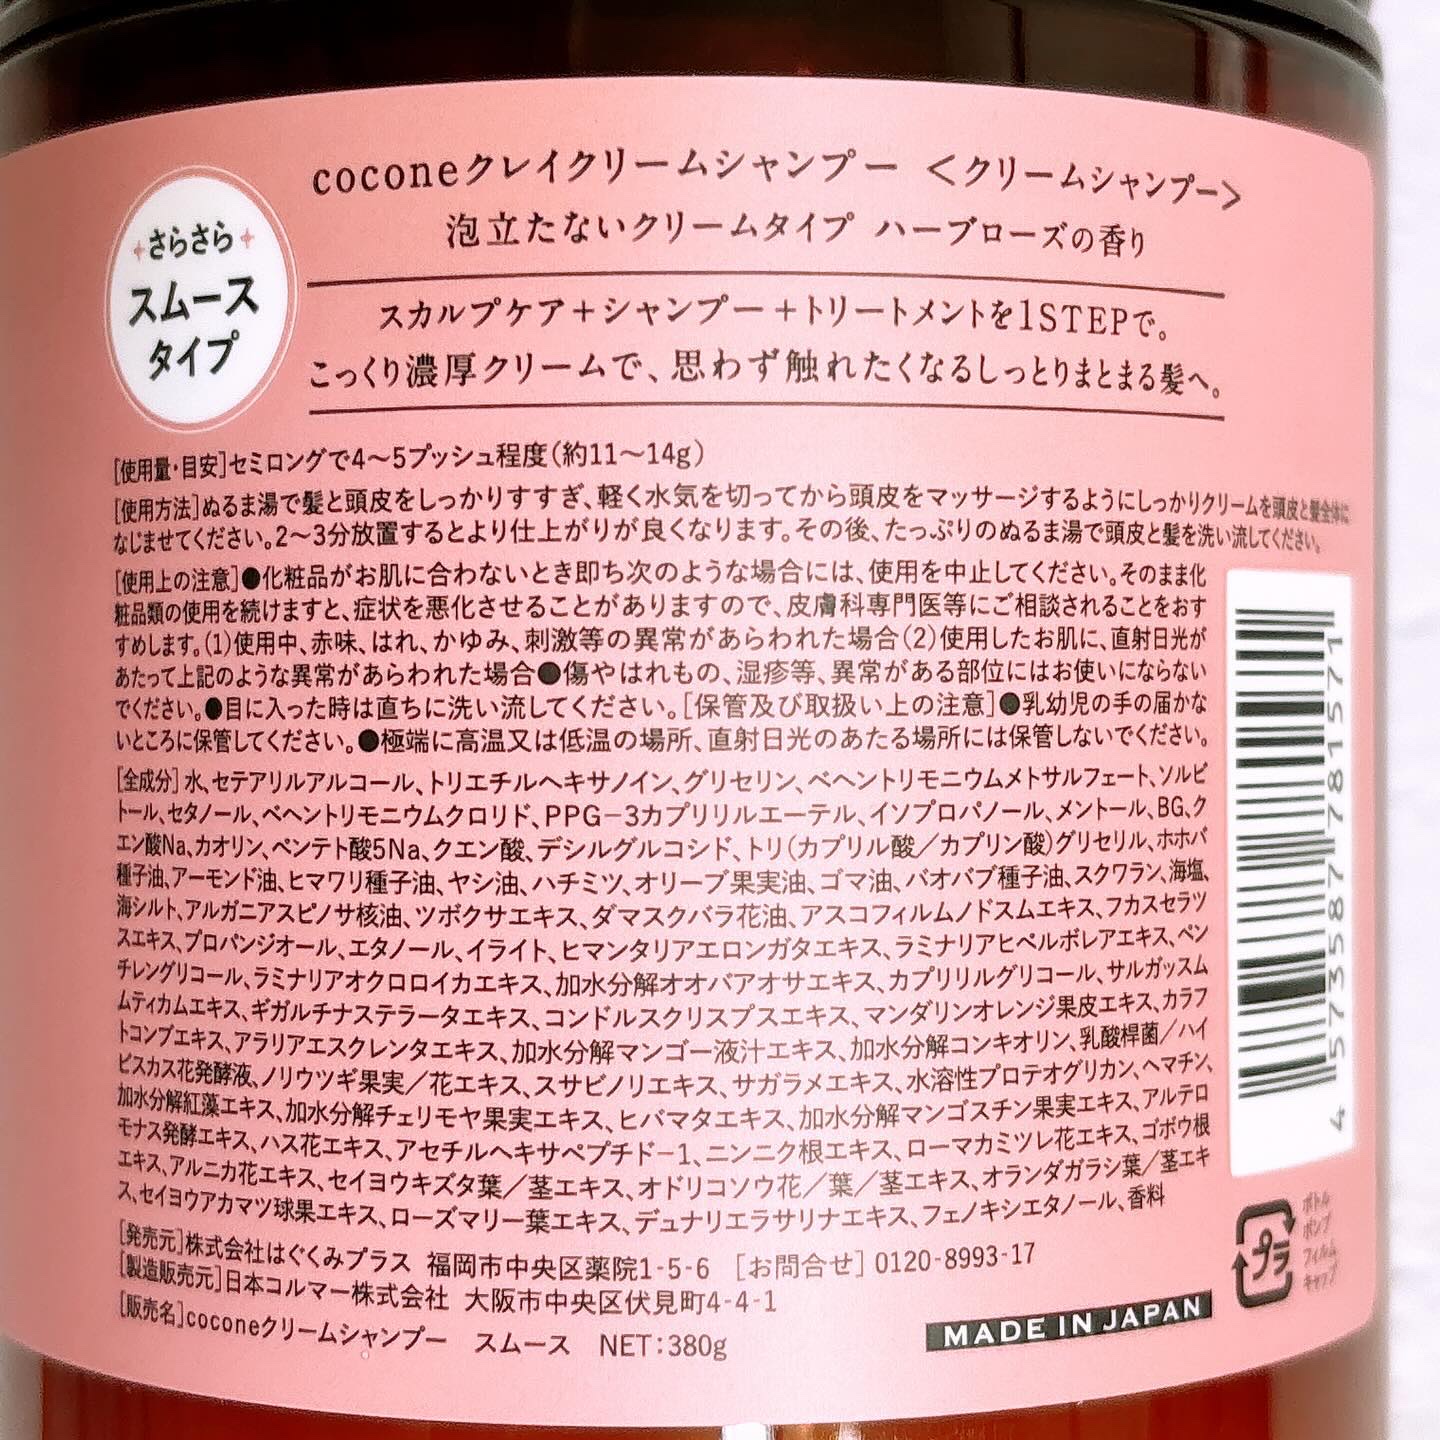 coconeクレイクリームシャンプー ＜クリームシャンプー＞
泡立たないクリームタイプ ハーブローズの香り
さらさら
スムース
タイプ
スカルプケア＋シャンプー＋トリートメントを1STEPで。
こっくり濃厚クリームで、思わず触れたくなるしっとりまとまる髪へ。
[使用量・目安]セミロングで4～5プッシュ程度(約11～14g)
[使用方法]ぬるま湯で髪と頭皮をしっかりすすぎ、軽く水気を切ってから頭皮をマッサージするようにしっかりクリームを頭皮と髪全体に
なじませてください。2～3分放置するとより仕上がりが良くなります。その後、たっぷりのぬるま湯で頭皮と髪を洗い流してください。
[使用上の注意]●化粧品がお肌に合わないとき即ち次のような場合には、使用を中止してください。そのまま化
粧品類の使用を続けますと、症状を悪化させることがありますので、皮膚科専門医等にご相談されることをおす
すめします。(1)使用中、赤味、はれ、かゆみ、刺激等の異常があらわれた場合(2)使用したお肌に、直射日光が
あたって上記のような異常があらわれた場合●傷やはれもの、湿疹等、異常がある部位にはお使いにならない
でください。●目に入った時は直ちに洗い流してください。[保管及び取扱い上の注意]●乳幼児の手の届かな
いところに保管してください。●極端に高温又は低温の場所、直射日光のあたる場所には保管しないでください。
[全成分]水、セテアリルアルコール、トリエチルヘキサノイン、グリセリン、ベヘントリモニウムメトサルフェート、ソルビ
トール、セタノール、ベヘントリモニウムクロリド、PPG－3カプリリルエーテル、イソプロパノール、メントール、BG、ク
エン酸Na、カオリン、ペンテト酸5Na、クエン酸、デシルグルコシド、トリ(カプリル酸／カプリン酸)グリセリル、ホホバ
種子油、アーモンド油、ヒマワリ種子油、ヤシ油、ハチミツ、オリーブ果実油、ゴマ油、バオバブ種子油、スクワラン、海塩、
海シルト、アルガニアスピノサ核油、ツボクサエキス、ダマスクバラ花油、アスコフィルムノドスムエキス、フカスセラツ
スエキス、プロパンジオール、エタノール、イライト、ヒマンタリアエロンガタエキス、ラミナリアヒペルボレアエキス、ペン
チレングリコール、ラミナリアオクロロイカエキス、加水分解オオバアオサエキス、カプリリルグリコール、サルガッスム
ムティカムエキス、ギガルチナステラータエキス、コンドルスクリスプスエキス、マンダリンオレンジ果皮エキス、カラフ
トコンブエキス、アラリアエスクレンタエキス、加水分解マンゴー液汁エキス、加水分解コンキオリン、乳酸桿菌／ハイ
ビスカス花発酵液、ノリウツギ果実／花エキス、スサビノリエキス、サガラメエキス、水溶性プロテオグリカン、ヘマチン、
加水分解紅藻エキス、加水分解チェリモヤ果実エキス、ヒバマタエキス、加水分解マンゴスチン果実エキス、アルテロ
モナス発酵エキス、ハス花エキス、アセチルヘキサペプチド－1、ニンニク根エキス、ローマカミツレ花エキス、ゴボウ根
エキス、アルニカ花エキス、セイヨウキズタ葉／茎エキス、オドリコソウ花／葉／茎エキス、オランダガラシ葉／茎エキ
ス、セイヨウアカマツ球果エキス、ローズマリー葉エキス、デュナリエラサリナエキス、フェノキシエタノール、香料
[発売元]株式会社はぐくみプラス 福岡市中央区薬院1-5-6 [お問合せ]0120-8993-17
[製造販売元]日本コルマー株式会社 大阪市中央区伏見町4-4-1
[販売名]coconeクリームシャンプー スムース NET：380g
MADE IN JAPAN
4573587781571
プラ
ボトル
ポンプ
フィルム
キャップ